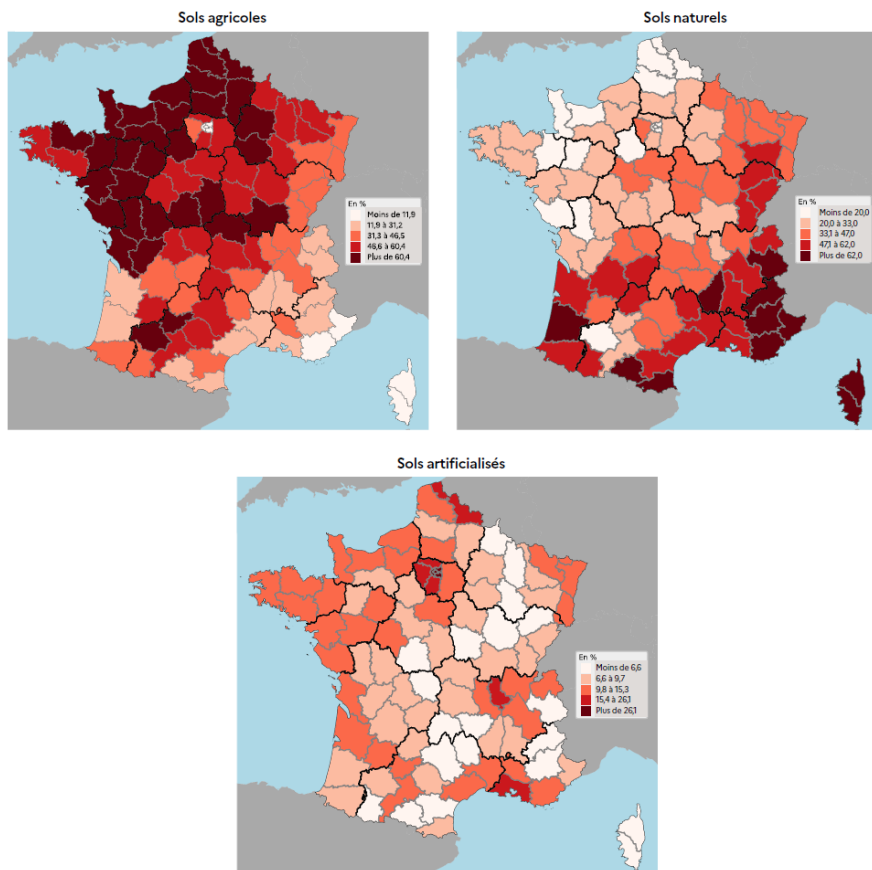 Sols agricoles
Sols naturels
En %
Moins de 11,9
11,9 à 31,2
31,3 à 46,5
46,6 à 60,4
Plus de 60,4
En %
Moins de 20,0
20,0 à 33,0
33,1 à 47,0
47,1 à 62,0
Plus de 62,0
Sols artificialisés
En %
Moins de 6,6
6,6 à 9,7
9,8 à 15,3
15,4 à 26,1
Plus de 26,1